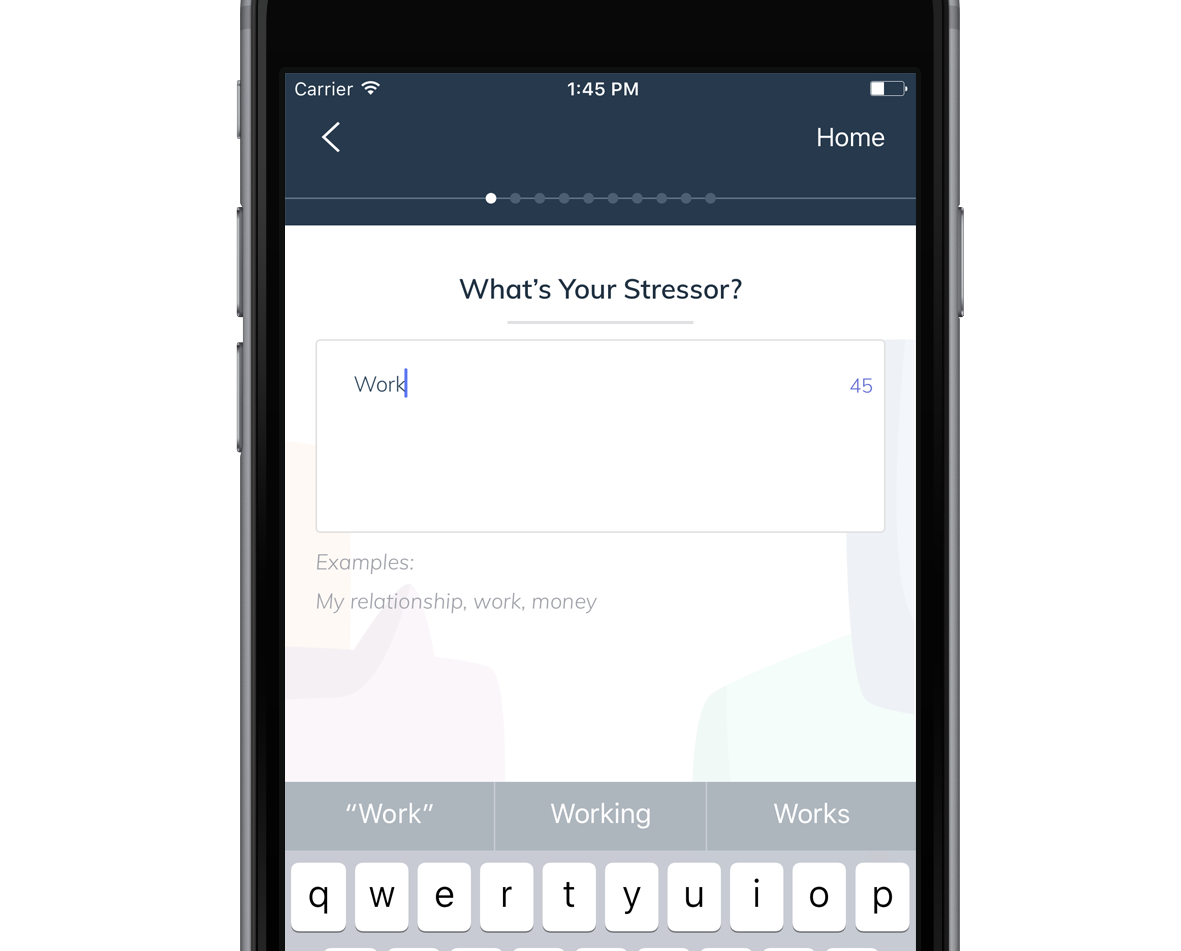 Carrier 1:45 PM
Home
What’s Your Stressor?
Work 45
Examples:
My relationship, work, money
“Work” Working Works
q w e r t y u i o p